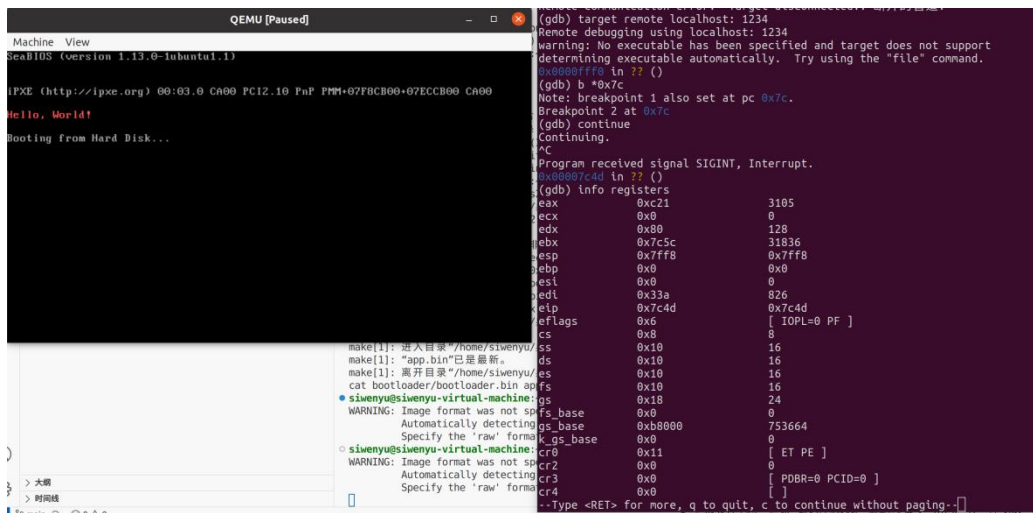 QEMU [Paused]
Machine View
SeaBIOS (version 1.13.0-1ubuntu1.1)
iPXE (http://ipxe.org) 00:03.0 CA00 PCI2.10 PnP PMM+07F8CB00+07ECCB00 CA00
Hello, World!
Booting from Hard Disk...
make[1]: 进入目录“/home/siwenyu/
make[1]: “app.bin”已是最新。
make[1]: 离开目录“/home/siwenyu/
cat bootloader/bootloader.bin ap
siwenyu@siwenyu-virtual-machine:
WARNING: Image format was not sp
Automatically detecting
Specify the 'raw' forma
siwenyu@siwenyu-virtual-machine:
WARNING: Image format was not sp
Automatically detecting
Specify the 'raw' forma
> 大纲
> 时间线
(gdb) target remote localhost: 1234
Remote debugging using localhost: 1234
warning: No executable has been specified and target does not support
determining executable automatically.  Try using the "file" command.
0x0000fff0 in ?? ()
(gdb) b *0x7c
Note: breakpoint 1 also set at pc 0x7c.
Breakpoint 2 at 0x7c
(gdb) continue
Continuing.
^C
Program received signal SIGINT, Interrupt.
0x00007c4d in ?? ()
(gdb) info registers
eax 0xc21 3105
ecx 0x0 0
edx 0x80 128
ebx 0x7c5c 31836
esp 0x7ff8 0x7ff8
ebp 0x0 0x0
esi 0x0 0
edi 0x33a 826
eip 0x7c4d 0x7c4d
eflags 0x6 [ IOPL=0 PF ]
cs 0x8 8
ss 0x10 16
ds 0x10 16
es 0x10 16
fs 0x10 16
gs 0x18 24
fs_base 0x0 0
gs_base 0xb8000 753664
k_gs_base 0x0 0
cr0 0x11 [ ET PE ]
cr2 0x0 0
cr3 0x0 [ PDBR=0 PCID=0 ]
cr4 0x0 [ ]
--Type <RET> for more, q to quit, c to continue without paging--